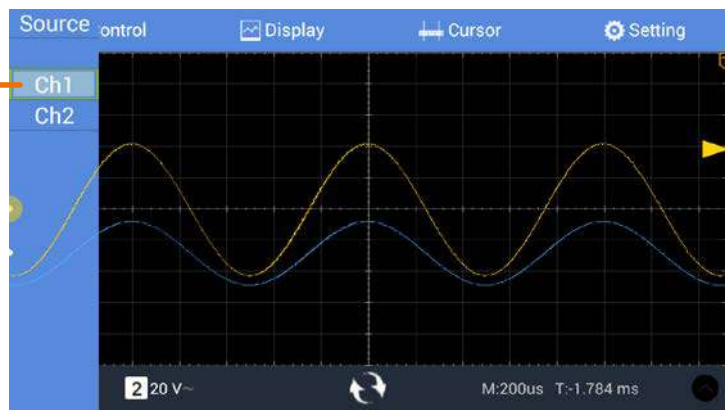 Source ontrol Display Cursor Setting
Ch1
Ch2
2 20 V~ M:200us T:-1.784 ms